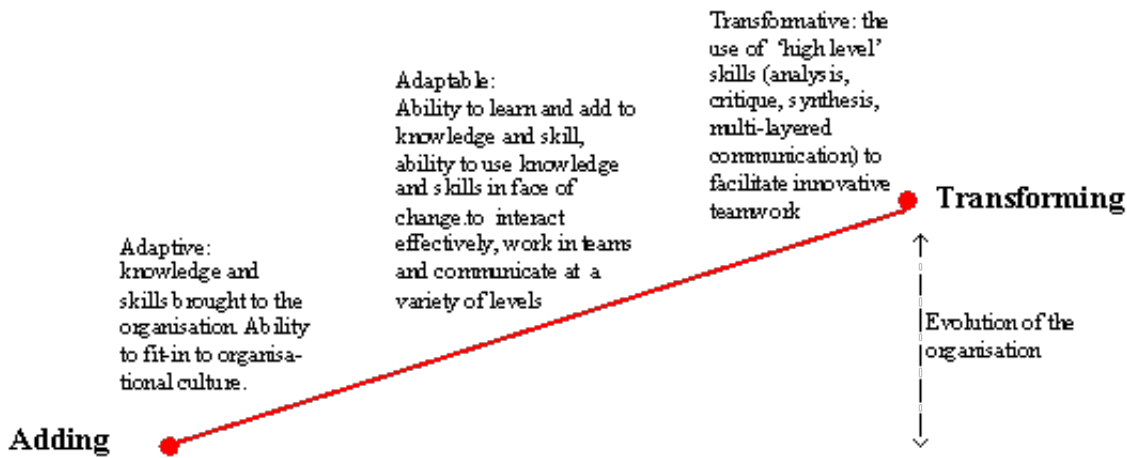 Adaptive:
knowledge and
skills brought to the
organisation. Ability
to fit-in to organisa-
tional culture.
Adaptable:
Ability to learn and add to
knowledge and skill,
ability to use knowledge
and skills in face of
change.to interact
effectively, work in teams
and communicate at a
variety of levels
Transformative: the
use of ‘high level’
skills (analysis,
critique, synthesis,
multi-layered
communication) to
facilitate innovative
teamwork
Transforming
Evolution of the
organisation
Adding